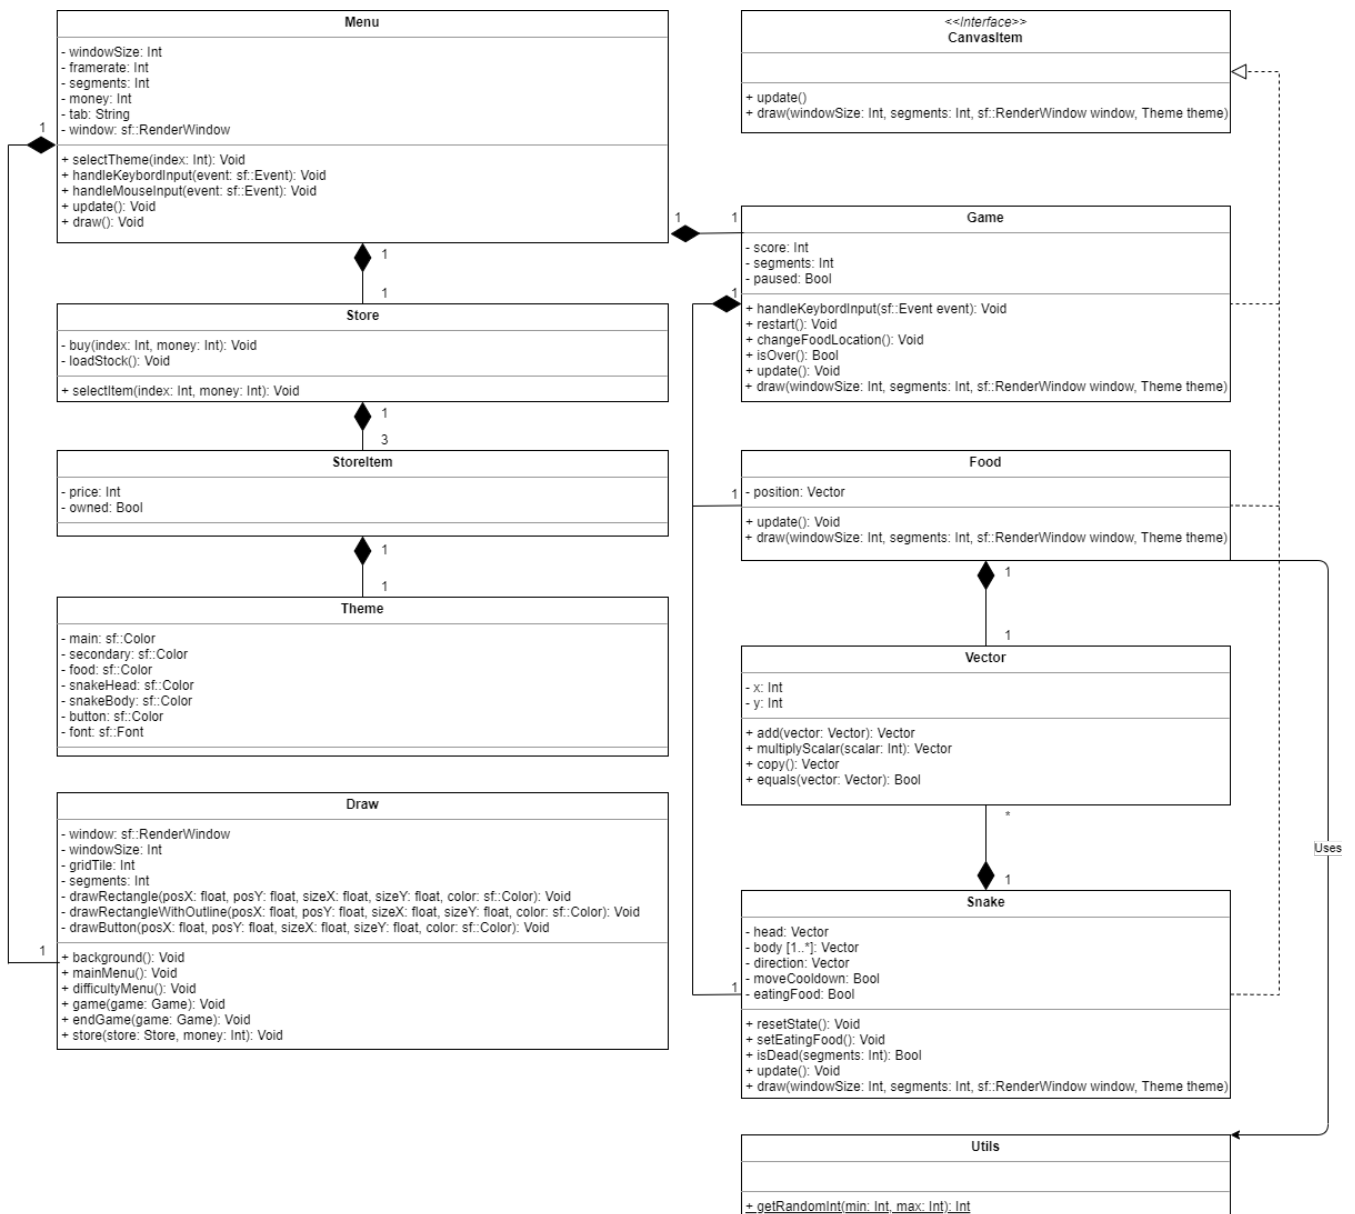 Menu
- windowSize: Int
- framerate: Int
- segments: Int
- money: Int
- tab: String
- window: sf::RenderWindow
+ selectTheme(index: Int): Void
+ handleKeybordInput(event: sf::Event): Void
+ handleMouseInput(event: sf::Event): Void
+ update(): Void
+ draw(): Void
1
1
1
Store
- buy(index: Int, money: Int): Void
- loadStock(): Void
+ selectItem(index: Int, money: Int): Void
1
3
StoreItem
- price: Int
- owned: Bool
1
1
Theme
- main: sf::Color
- secondary: sf::Color
- food: sf::Color
- snakeHead: sf::Color
- snakeBody: sf::Color
- button: sf::Color
- font: sf::Font
Draw
- window: sf::RenderWindow
- windowSize: Int
- gridTile: Int
- segments: Int
- drawRectangle(posX: float, posY: float, sizeX: float, sizeY: float, color: sf::Color): Void
- drawRectangleWithOutline(posX: float, posY: float, sizeX: float, sizeY: float, color: sf::Color): Void
- drawButton(posX: float, posY: float, sizeX: float, sizeY: float, color: sf::Color): Void
1
+ background(): Void
+ mainMenu(): Void
+ difficultyMenu(): Void
+ game(game: Game): Void
+ endGame(game: Game): Void
+ store(store: Store, money: Int): Void
<<Interface>>
CanvasItem
+ update()
+ draw(windowSize: Int, segments: Int, sf::RenderWindow window, Theme theme)
1
1
Game
- score: Int
- segments: Int
- paused: Bool
1
+ handleKeybordInput(sf::Event event): Void
+ restart(): Void
+ changeFoodLocation(): Void
+ isOver(): Bool
+ update(): Void
+ draw(windowSize: Int, segments: Int, sf::RenderWindow window, Theme theme)
Food
1
- position: Vector
+ update(): Void
+ draw(windowSize: Int, segments: Int, sf::RenderWindow window, Theme theme)
1
1
Vector
- x: Int
- y: Int
+ add(vector: Vector): Vector
+ multiplyScalar(scalar: Int): Vector
+ copy(): Vector
+ equals(vector: Vector): Bool
*
Uses
1
Snake
- head: Vector
- body [1..*]: Vector
- direction: Vector
- moveCooldown: Bool
- eatingFood: Bool
1
+ resetState(): Void
+ setEatingFood(): Void
+ isDead(segments: Int): Bool
+ update(): Void
+ draw(windowSize: Int, segments: Int, sf::RenderWindow window, Theme theme)
Utils
+ getRandomInt(min: Int, max: Int): Int